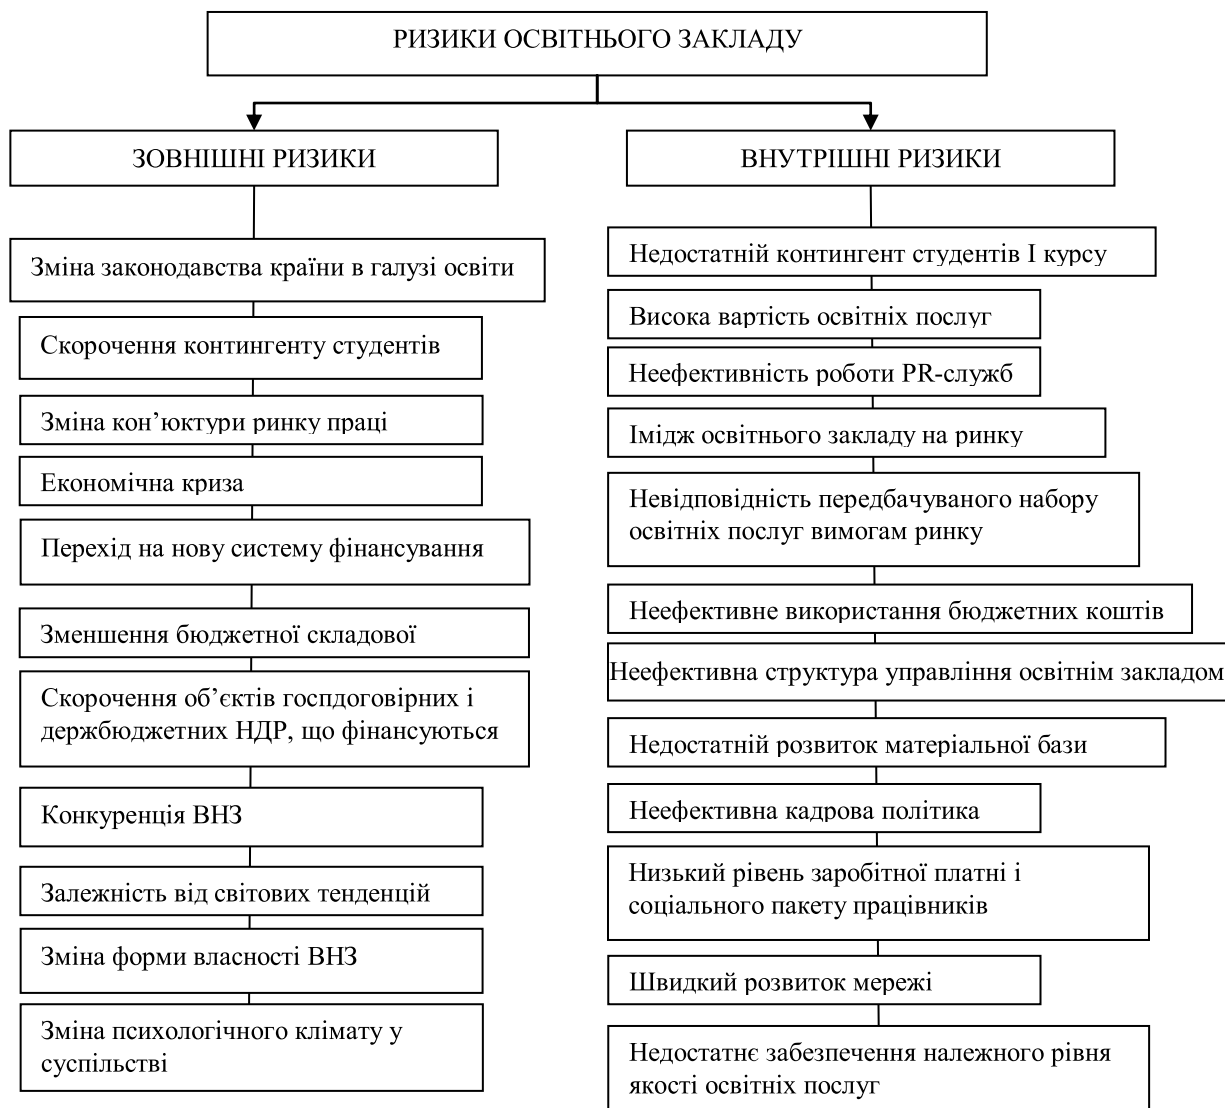 РИЗИКИ ОСВІТНЬОГО ЗАКЛАДУ
ЗОВНІШНІ РИЗИКИ
Зміна законодавства країни в галузі освіти
Скорочення контингенту студентів
Зміна кон’юктури ринку праці
Економічна криза
Перехід на нову систему фінансування
Зменшення бюджетної складової
Скорочення об’єктів госпдоговірних і
держбюджетних НДР, що фінансуються
Конкуренція ВНЗ
Залежність від світових тенденцій
Зміна форми власності ВНЗ
Зміна психологічного клімату у
суспільстві
ВНУТРІШНІ РИЗИКИ
Недостатній контингент студентів I курсу
Висока вартість освітніх послуг
Неефективність роботи PR-служб
Імідж освітнього закладу на ринку
Невідповідність передбачуваного набору
освітніх послуг вимогам ринку
Неефективне використання бюджетних коштів
Неефективна структура управління освітнім закладом
Недостатній розвиток матеріальної бази
Неефективна кадрова політика
Низький рівень заробітної платні і
соціального пакету працівників
Швидкий розвиток мережі
Недостатнє забезпечення належного рівня
якості освітніх послуг